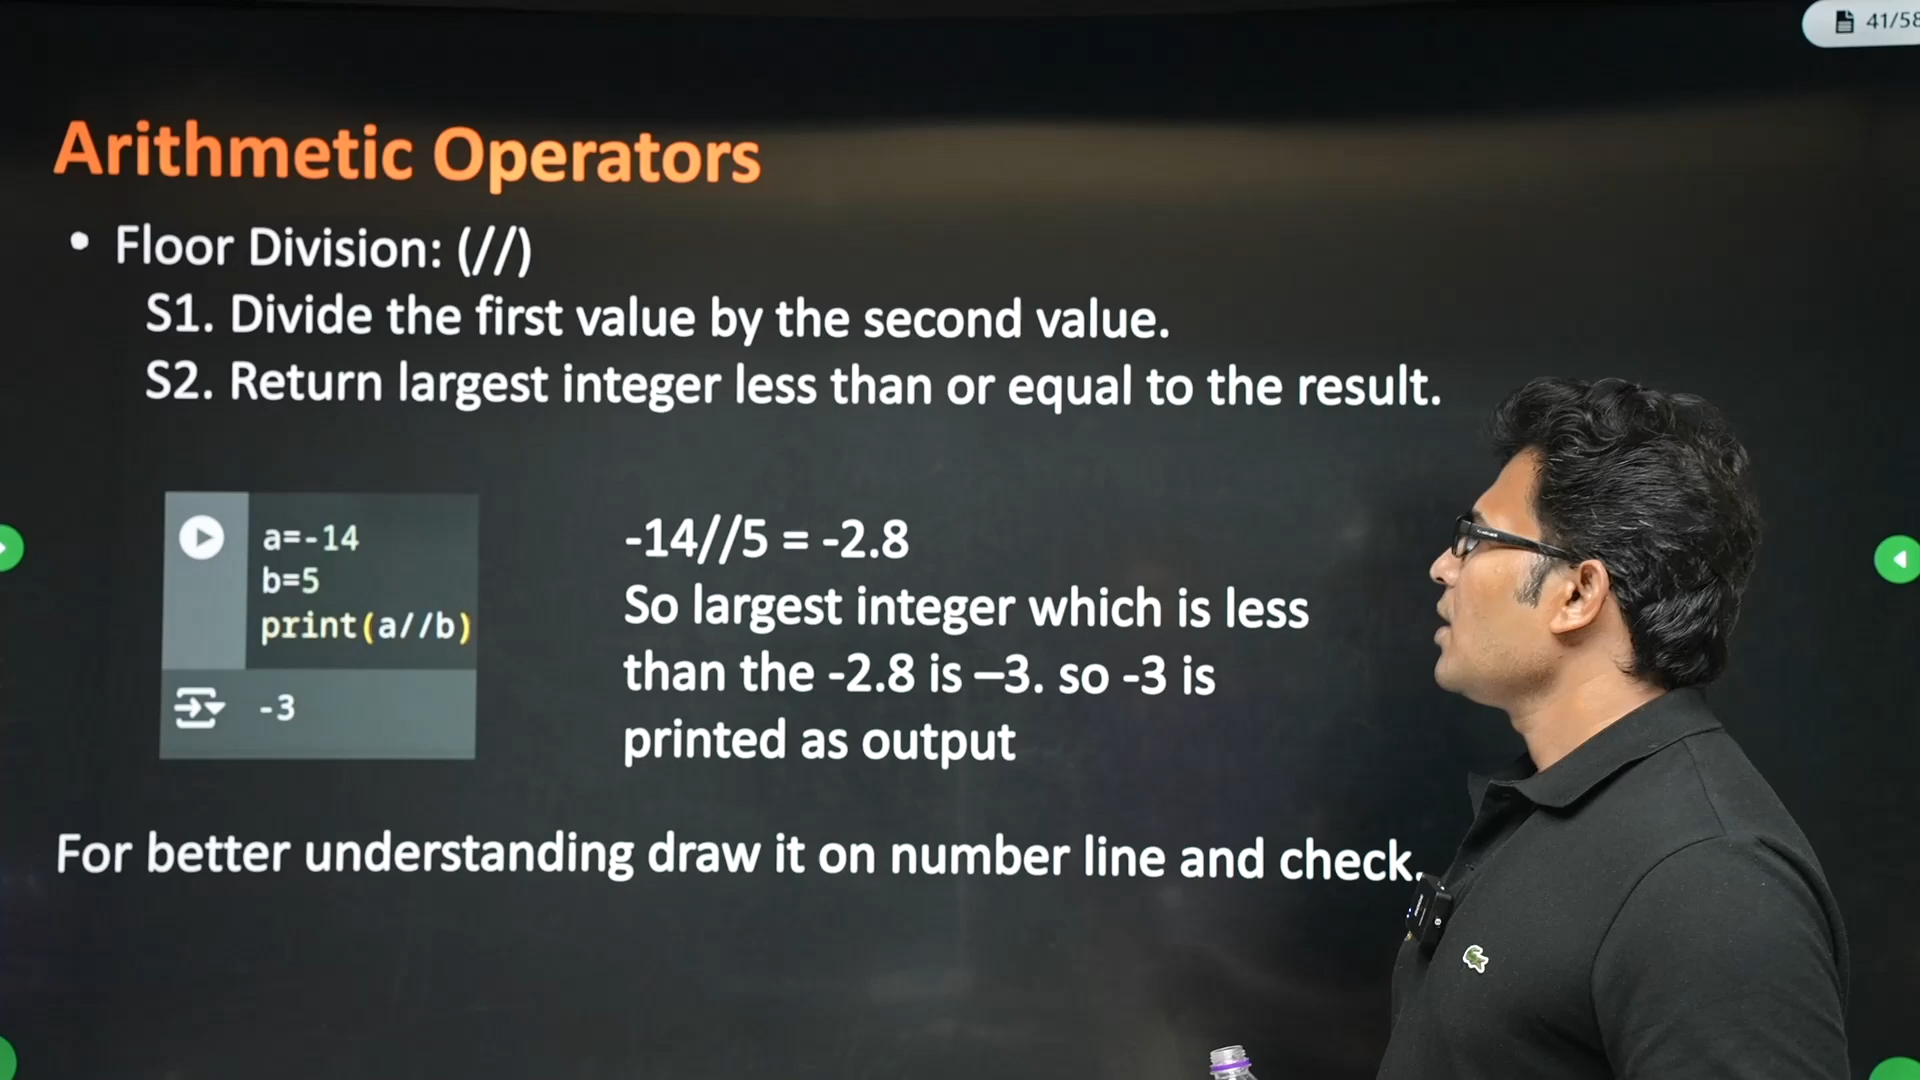 41/58
Arithmetic Operators
• Floor Division: (//)
S1. Divide the first value by the second value.
S2. Return largest integer less than or equal to the result.
a=-14
b=5
print(a//b)
-3
-14//5 = -2.8
So largest integer which is less
than the -2.8 is –3. so -3 is
printed as output
For better understanding draw it on number line and check.